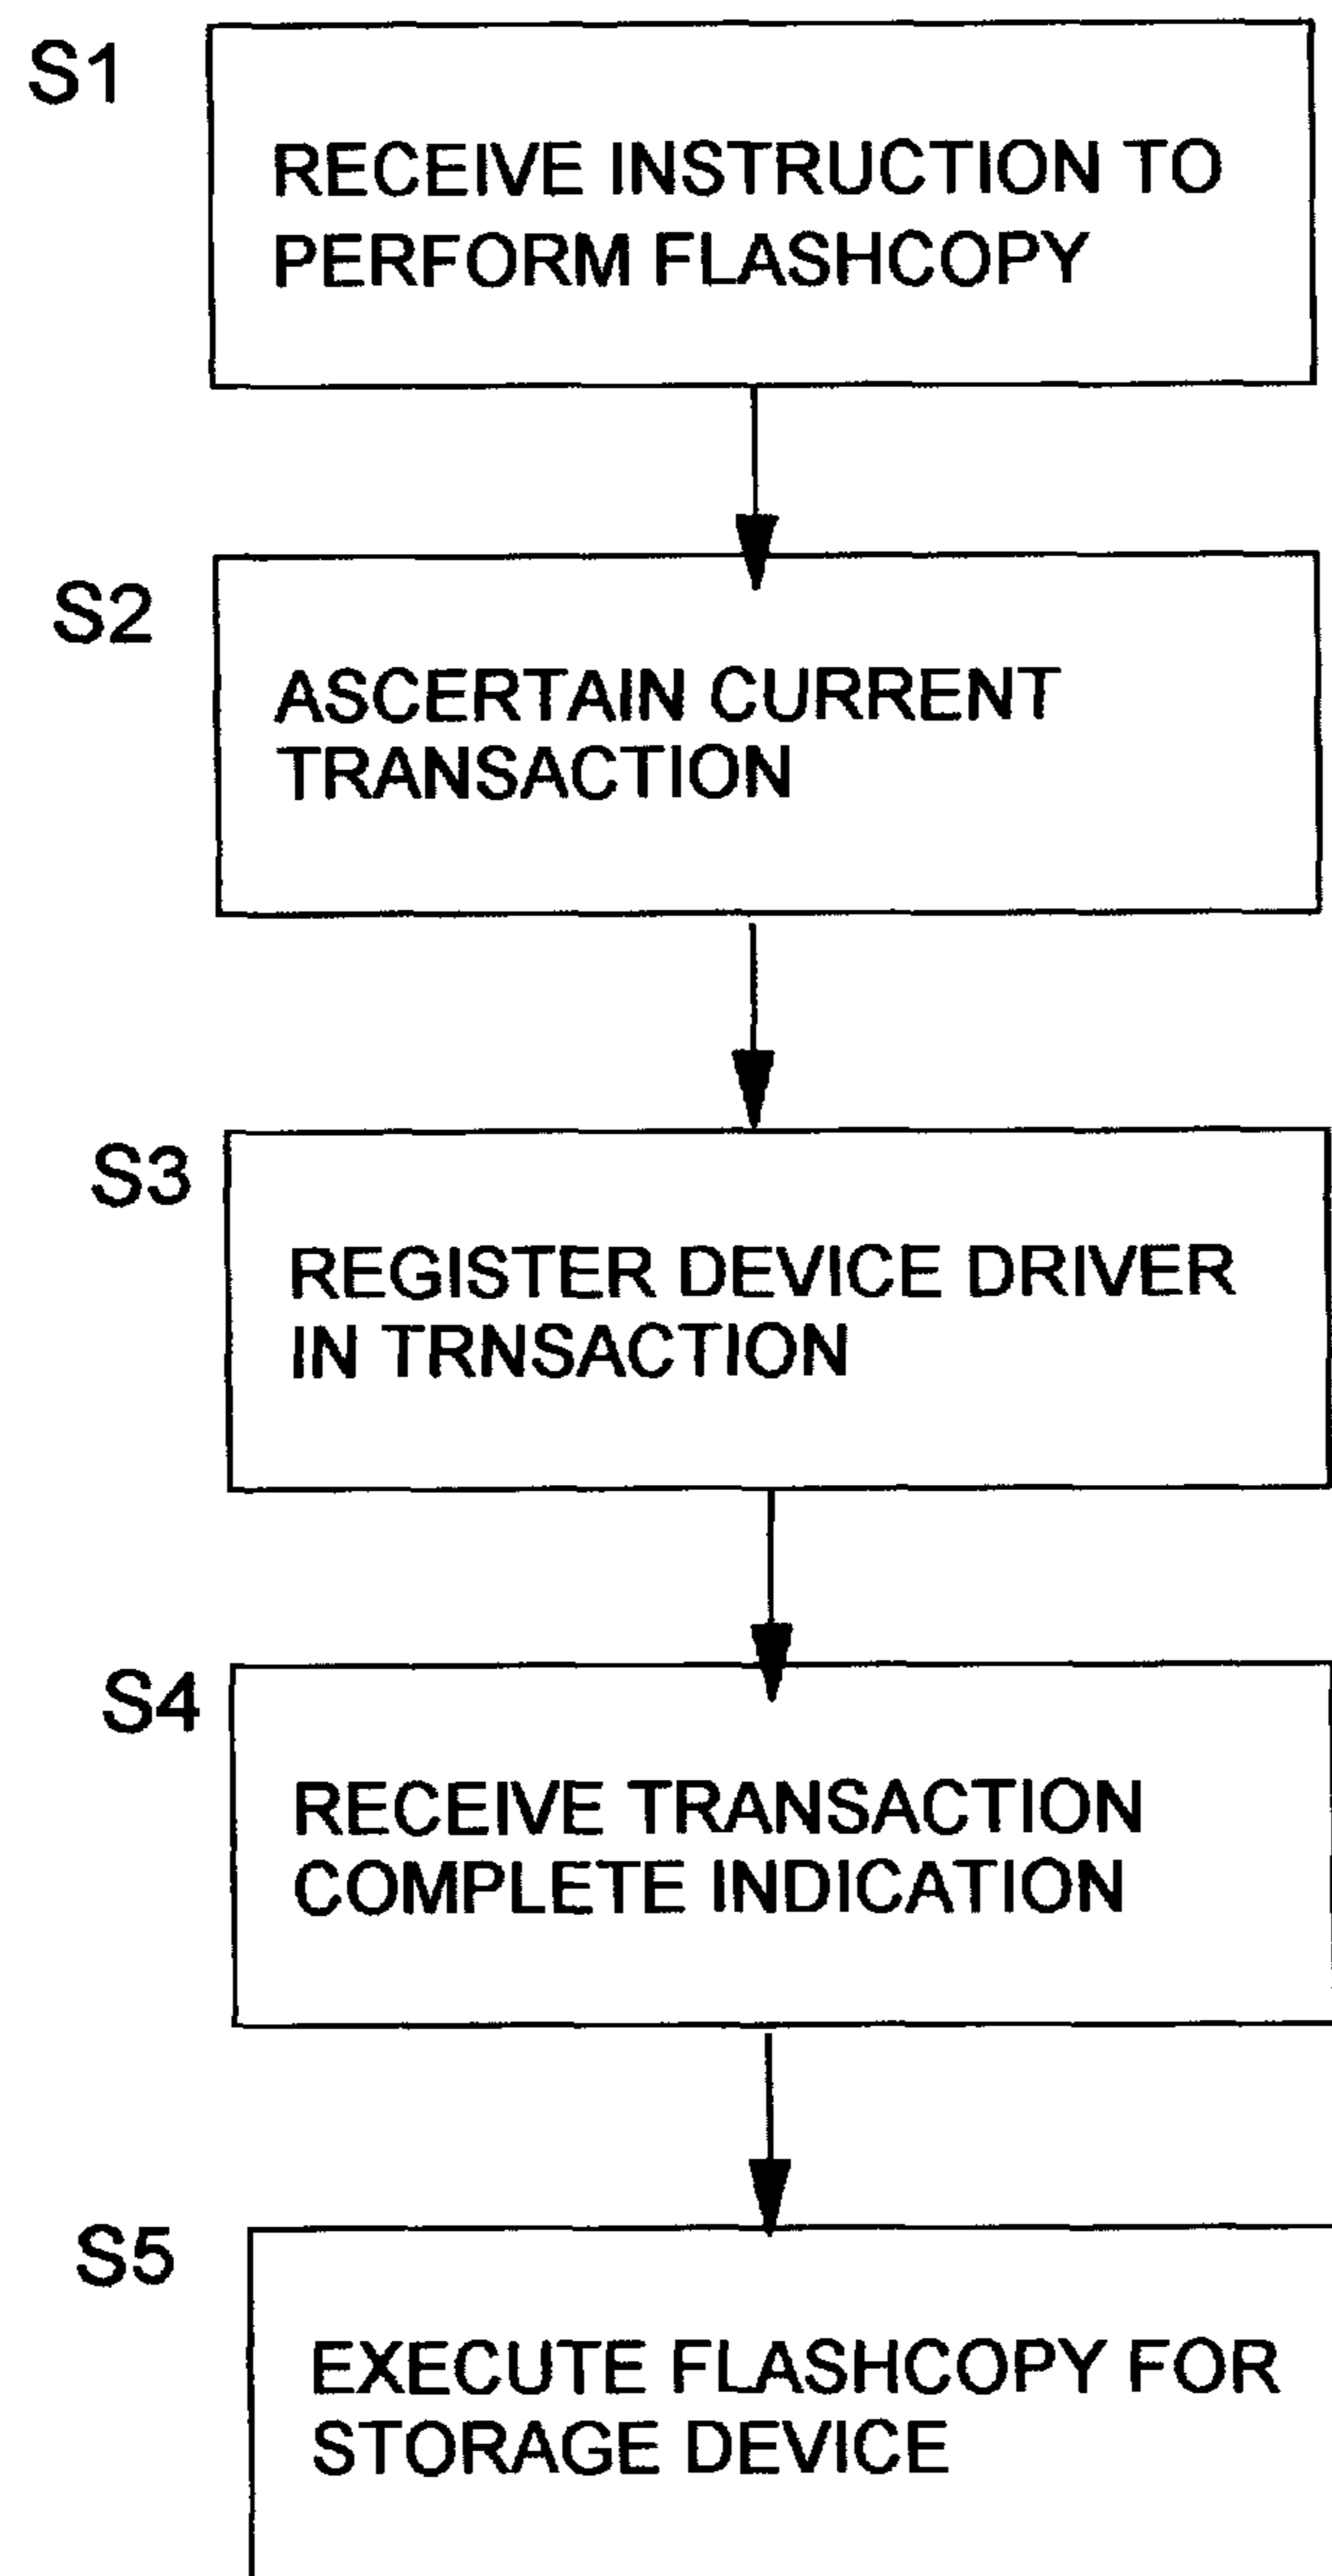 S1
RECEIVE INSTRUCTION TO
PERFORM FLASHCOPY
S2
ASCERTAIN CURRENT
TRANSACTION
S3
REGISTER DEVICE DRIVER
IN TRNSACTION
S4
RECEIVE TRANSACTION
COMPLETE INDICATION
S5
EXECUTE FLASHCOPY FOR
STORAGE DEVICE